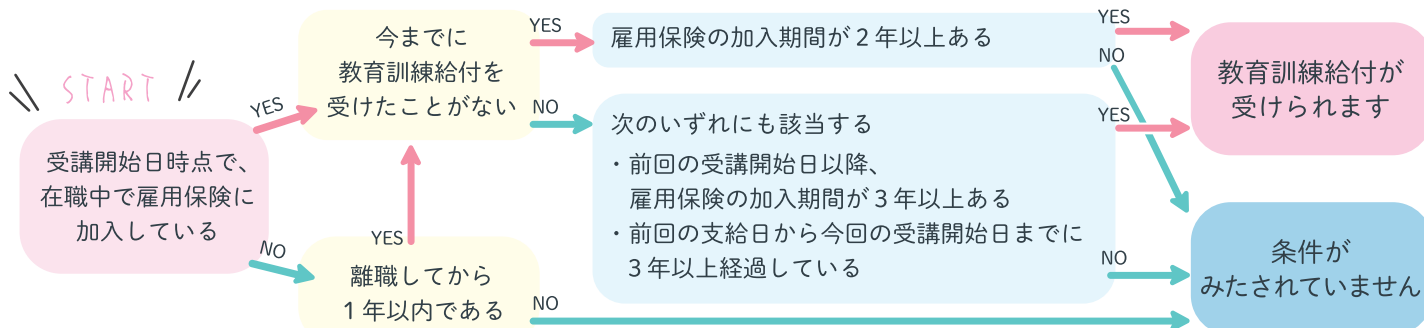 START
受講開始日時点で、
在職中で雇用保険に
加入している
YES
NO
今までに
教育訓練給付を
受けたことがない
YES
NO
離職してから
1年以内である
YES
NO
雇用保険の加入期間が2年以上ある
YES
NO
次のいずれにも該当する
・前回の受講開始日以降、
雇用保険の加入期間が3年以上ある
・前回の支給日から今回の受講開始日までに
3年以上経過している
YES
NO
教育訓練給付が
受けられます
条件が
みたされていません